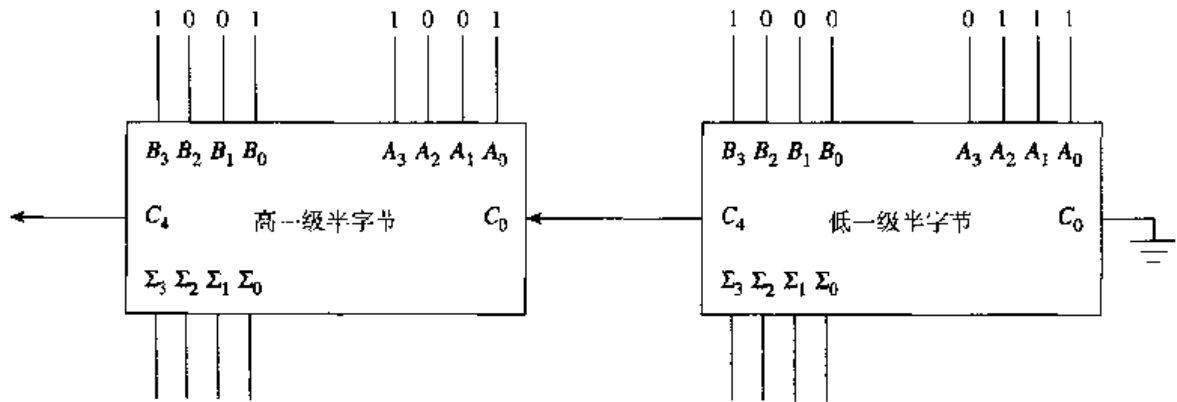 1 0 0 1 1 0 0 1 1 0 0 0 0 1 1 1
B₃ B₂ B₁ B₀ A₃ A₂ A₁ A₀ B₃ B₂ B₁ B₀ A₃ A₂ A₁ A₀
C₄ 高一级半字节 C₀ C₄ 低一级半字节 C₀
Σ₃ Σ₂ Σ₁ Σ₀ Σ₃ Σ₂ Σ₁ Σ₀